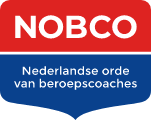 NOBCO
Nederlandse orde
van beroepscoaches